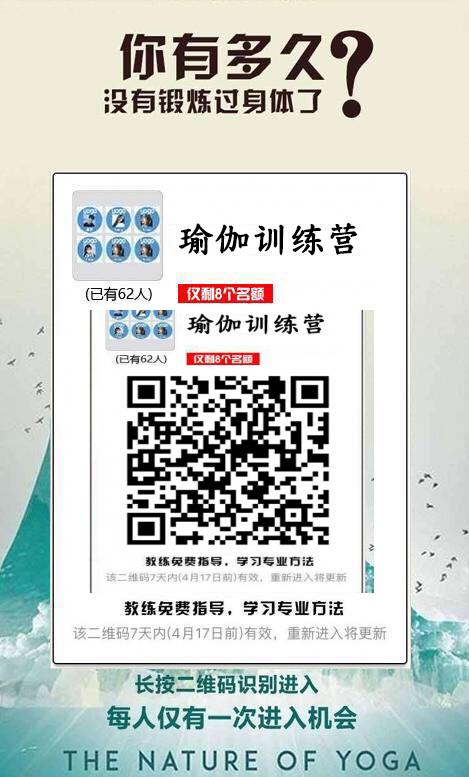 你有多久
没有锻炼过身体了?
瑜伽训练营
(已有62人)
仅剩8个名额
瑜伽训练营
(已有62人)
仅剩8个名额
教练免费指导，学习专业方法
该二维码7天内(4月17日前)有效，重新进入将更新
教练免费指导，学习专业方法
该二维码7天内(4月17日前)有效，重新进入将更新
长按二维码识别进入
每人仅有一次进入机会
THE NATURE OF YOGA